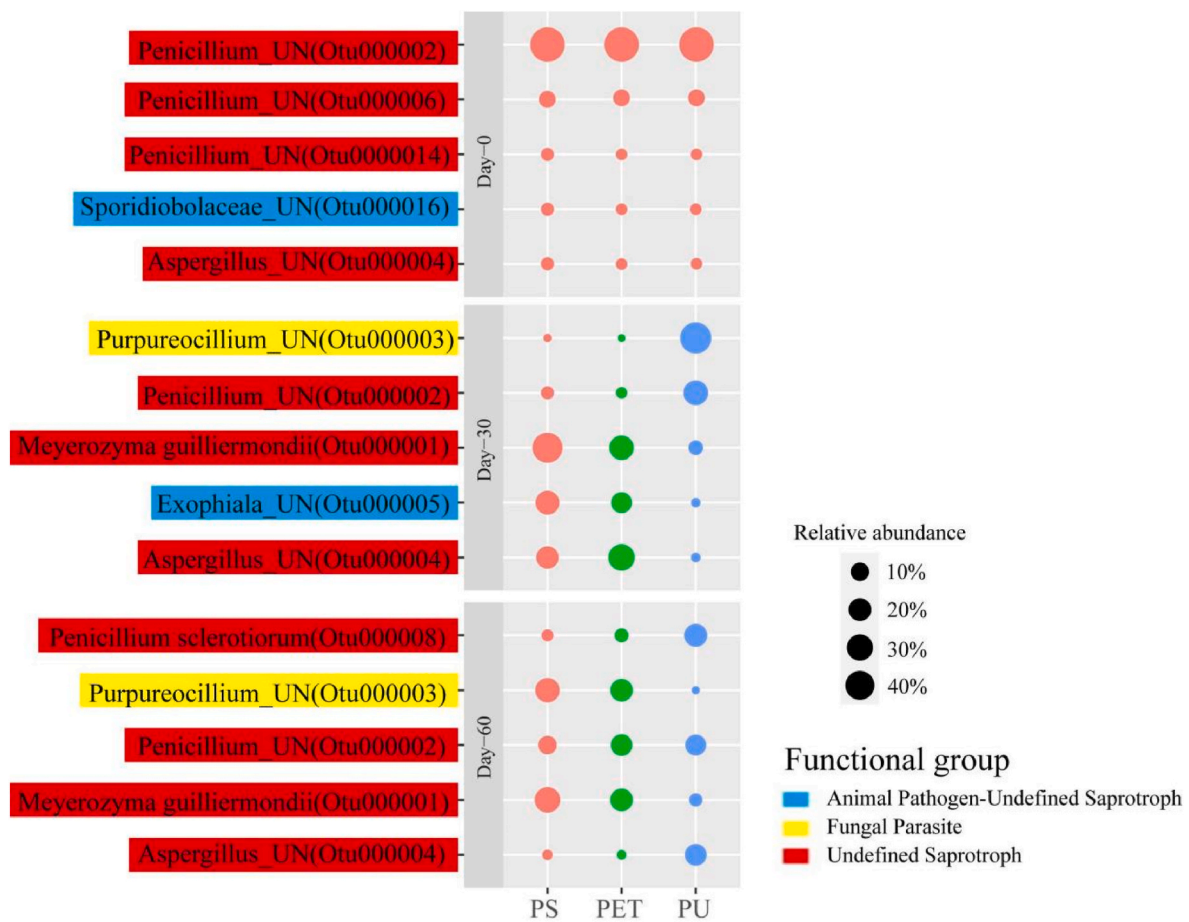 Penicillium_UN(Otu000002)
Penicillium_UN(Otu000006)
Penicillium_UN(Otu0000014)
Sporidiobolaceae_UN(Otu000016)
Aspergillus_UN(Otu000004)
Day-0
Purpureocillium_UN(Otu000003)
Penicillium_UN(Otu000002)
Meyerozyma guilliermondii(Otu000001)
Exophiala_UN(Otu000005)
Aspergillus_UN(Otu000004)
Day-30
Penicillium sclerotiorum(Otu000008)
Purpureocillium_UN(Otu000003)
Penicillium_UN(Otu000002)
Meyerozyma guilliermondii(Otu000001)
Aspergillus_UN(Otu000004)
Day-60
PS PET PU
Relative abundance
10%
20%
30%
40%
Functional group
Animal Pathogen-Undefined Saprotroph
Fungal Parasite
Undefined Saprotroph